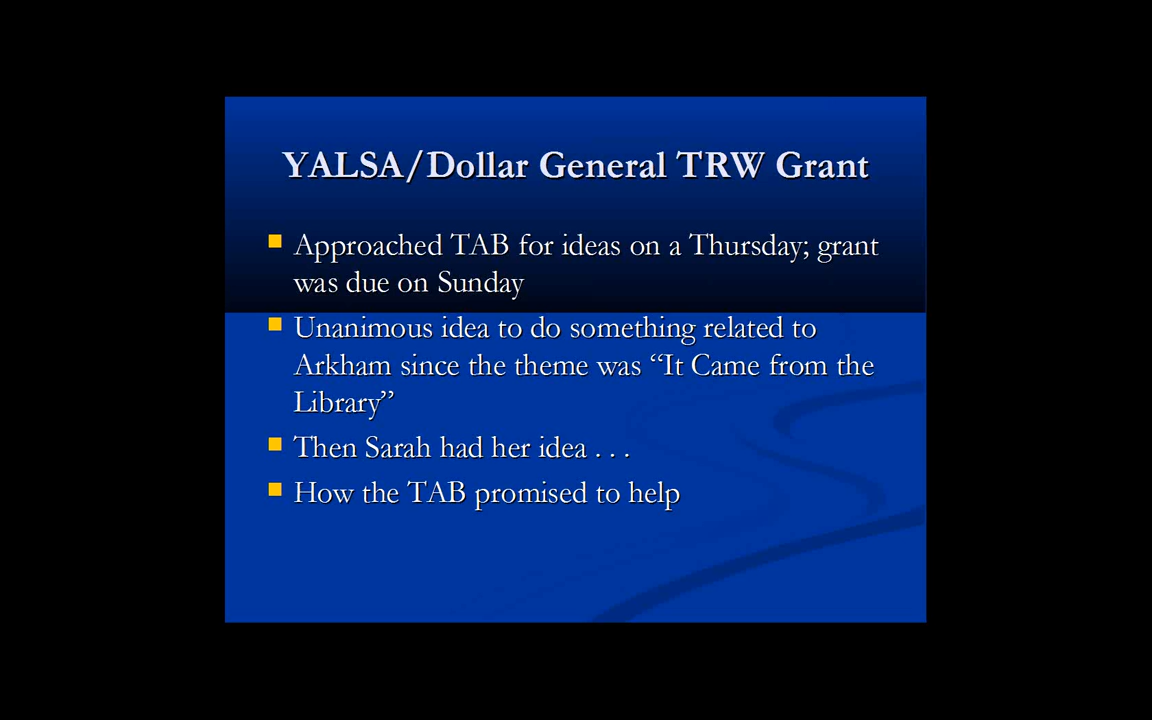 YALSA/Dollar General TRW Grant
Approached TAB for ideas on a Thursday; grant
was due on Sunday
Unanimous idea to do something related to
Arkham since the theme was “It Came from the
Library”
Then Sarah had her idea . . .
How the TAB promised to help